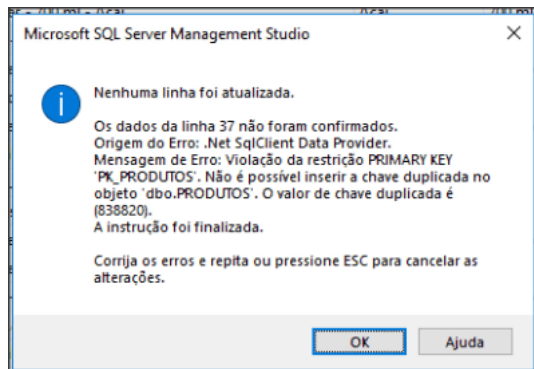 700 ml - Açaí
Microsoft SQL Server Management Studio
Nenhuma linha foi atualizada.
Os dados da linha 37 não foram confirmados.
Origem do Erro: .Net SqlClient Data Provider.
Mensagem de Erro: Violação da restrição PRIMARY KEY
'PK_PRODUTOS'. Não é possível inserir a chave duplicada no
objeto 'dbo.PRODUTOS'. O valor de chave duplicada é
(838820).
A instrução foi finalizada.
Corrija os erros e repita ou pressione ESC para cancelar as
alterações.
OK
Ajuda